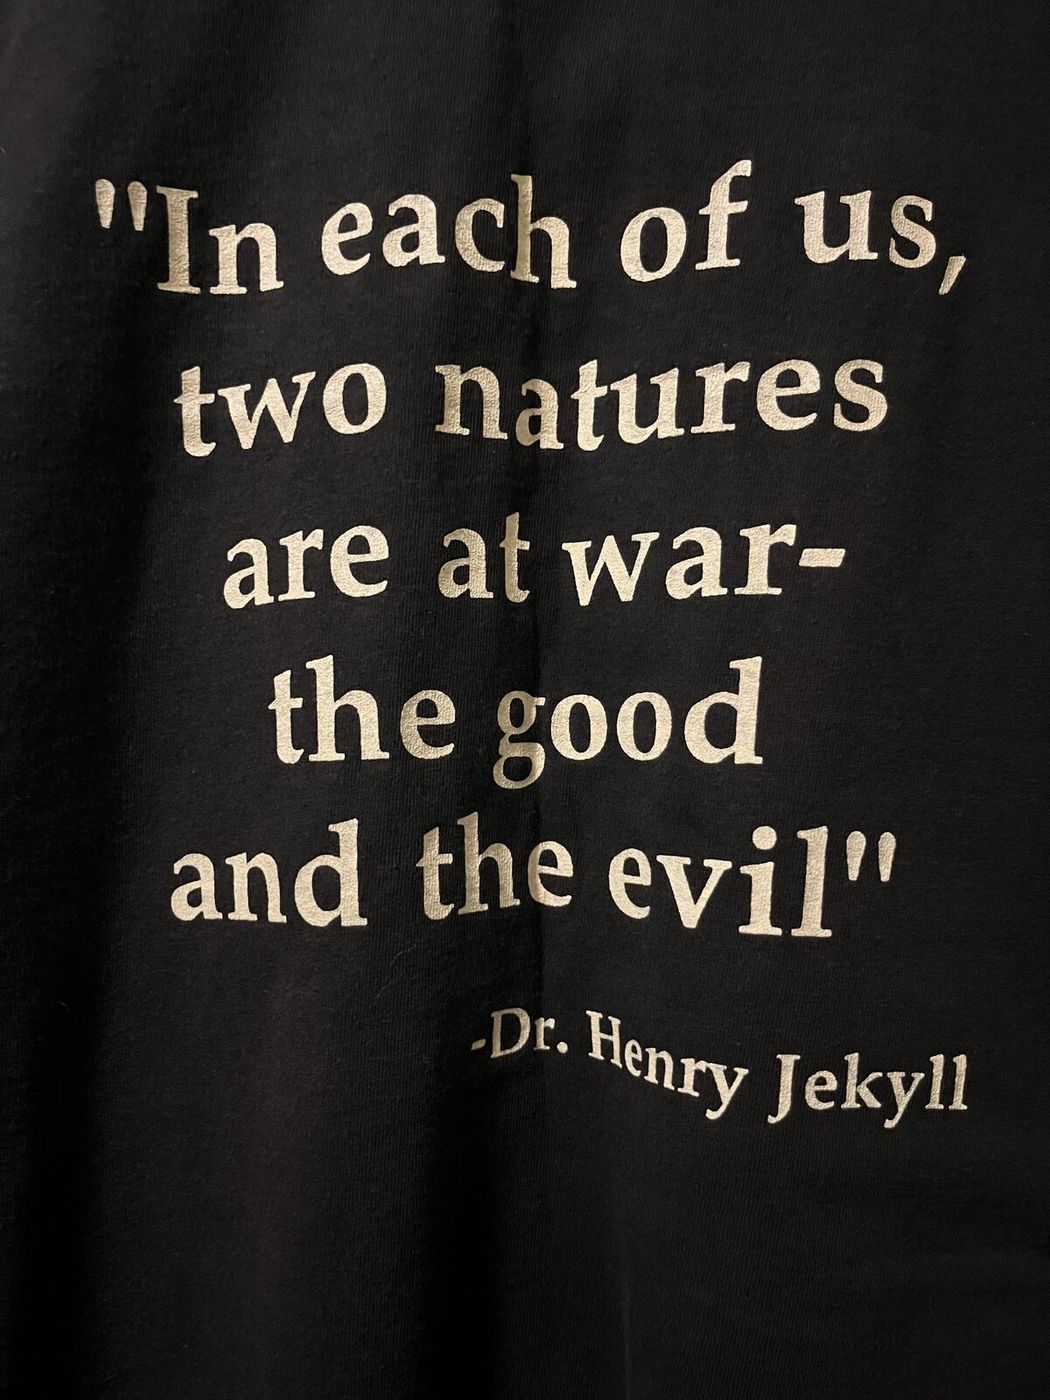 "In each of us,
two natures
are at war-
the good
and the evil"
-Dr. Henry Jekyll